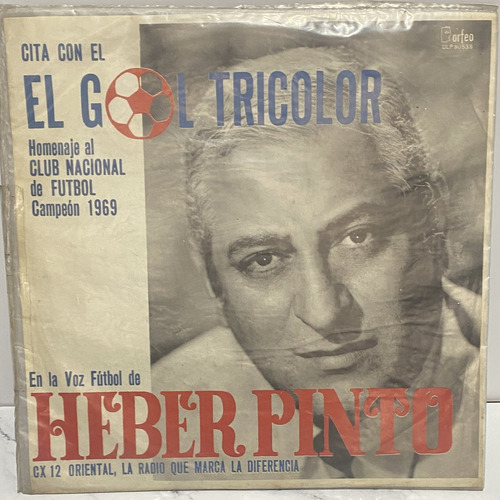 orfeo
CITA CON EL
EL GOL TRICOLOR
Homenaje al
CLUB NACIONAL
de FUTBOL
Campeón 1969
En la Voz Fútbol de
HEBER PINTO
CX 12 ORIENTAL, LA RADIO QUE MARCA LA DIFERENCIA